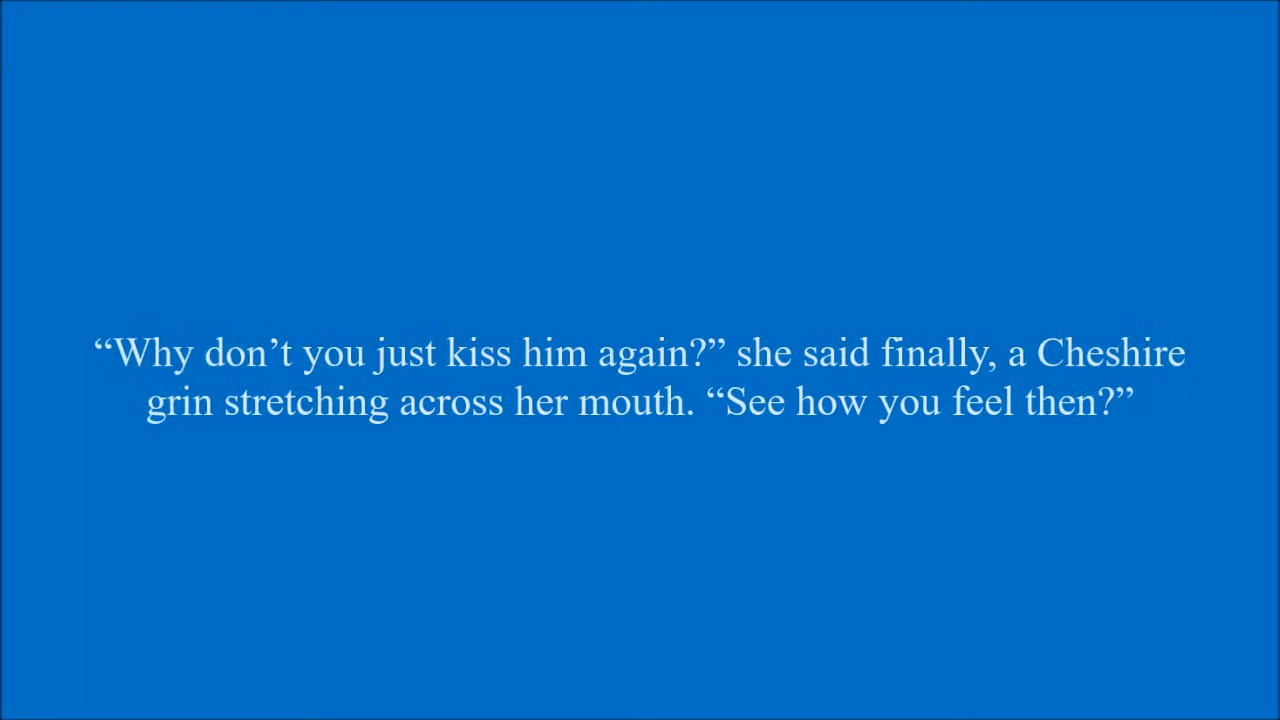 “Why don’t you just kiss him again?” she said finally, a Cheshire
grin stretching across her mouth. “See how you feel then?”